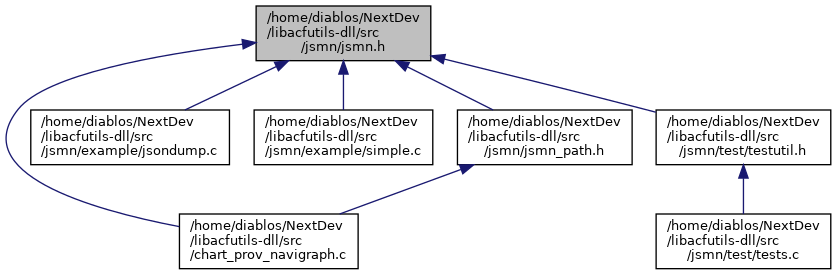 /home/diablos/NextDev
/libacfutils-dll/src
/jsmn/jsmn.h
/home/diablos/NextDev
/libacfutils-dll/src
/jsmn/example/jsondump.c
/home/diablos/NextDev
/libacfutils-dll/src
/jsmn/example/simple.c
/home/diablos/NextDev
/libacfutils-dll/src
/jsmn/jsmn_path.h
/home/diablos/NextDev
/libacfutils-dll/src
/jsmn/test/testutil.h
/home/diablos/NextDev
/libacfutils-dll/src
/chart_prov_navigraph.c
/home/diablos/NextDev
/libacfutils-dll/src
/jsmn/test/tests.c